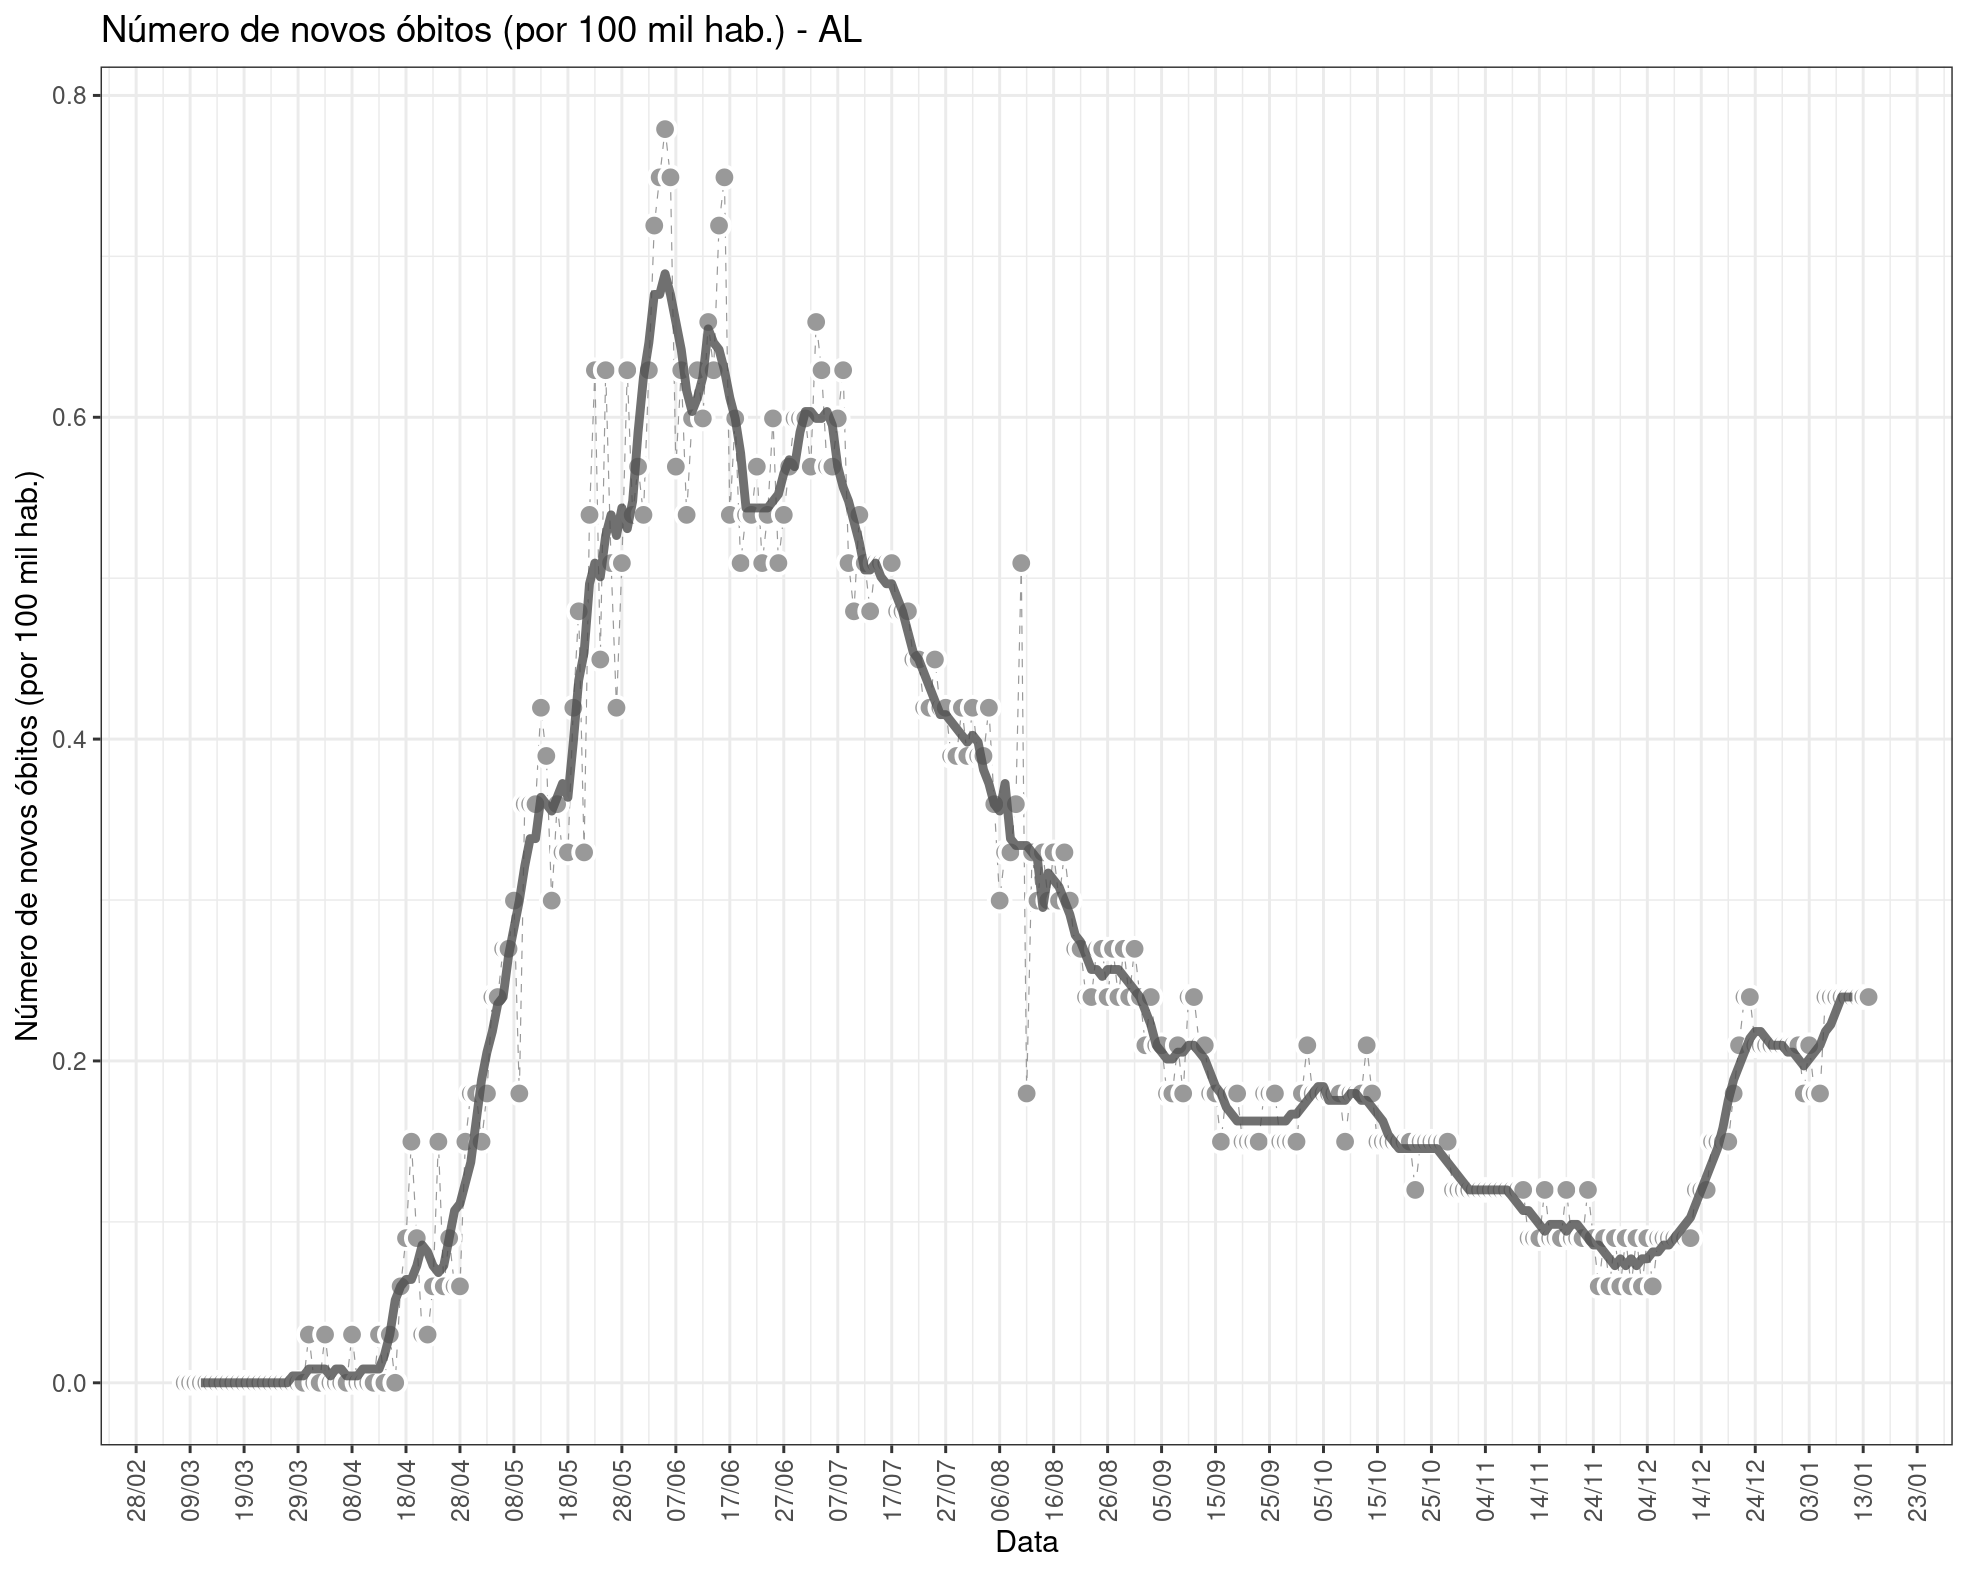 Número de novos óbitos (por 100 mil hab.) - AL
Número de novos óbitos (por 100 mil hab.)
0.8
0.6
0.4
0.2
0.0
28/02 09/03 19/03 29/03 08/04 18/04 28/04 08/05 18/05 28/05 07/06 17/06 27/06 07/07 17/07 27/07 06/08 16/08 26/08 05/09 15/09 25/09 05/10 15/10 25/10 04/11 14/11 24/11 04/12 14/12 24/12 03/01 13/01 23/01
Data